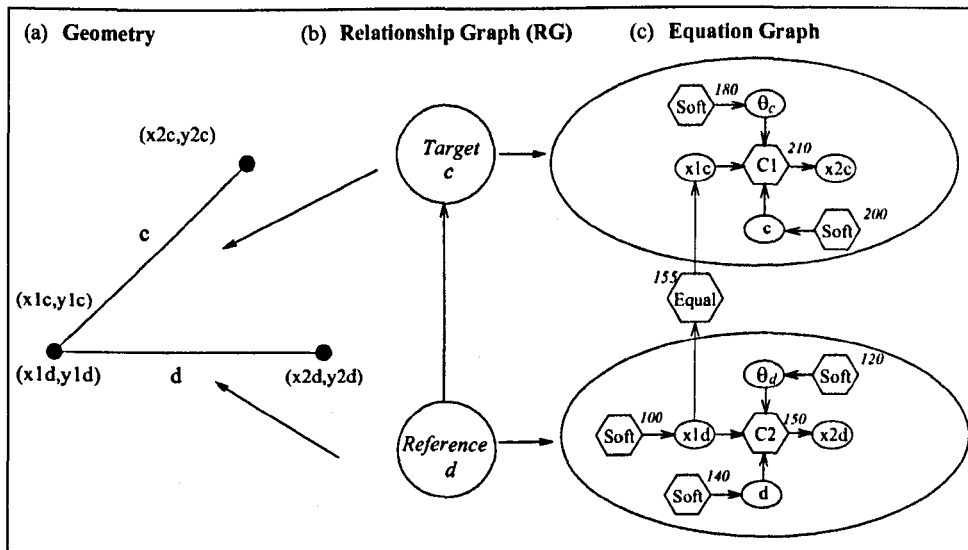 (a) Geometry
(b) Relationship Graph (RG)
(c) Equation Graph
(x2c,y2c)
c
(x1c,y1c)
(x1d,y1d)
d
(x2d,y2d)
Target
c
Reference
d
Soft
180
θc
x1c
C1
210
x2c
c
Soft
200
155
Equal
θd
Soft
120
Soft
100
x1d
C2
150
x2d
Soft
140
d